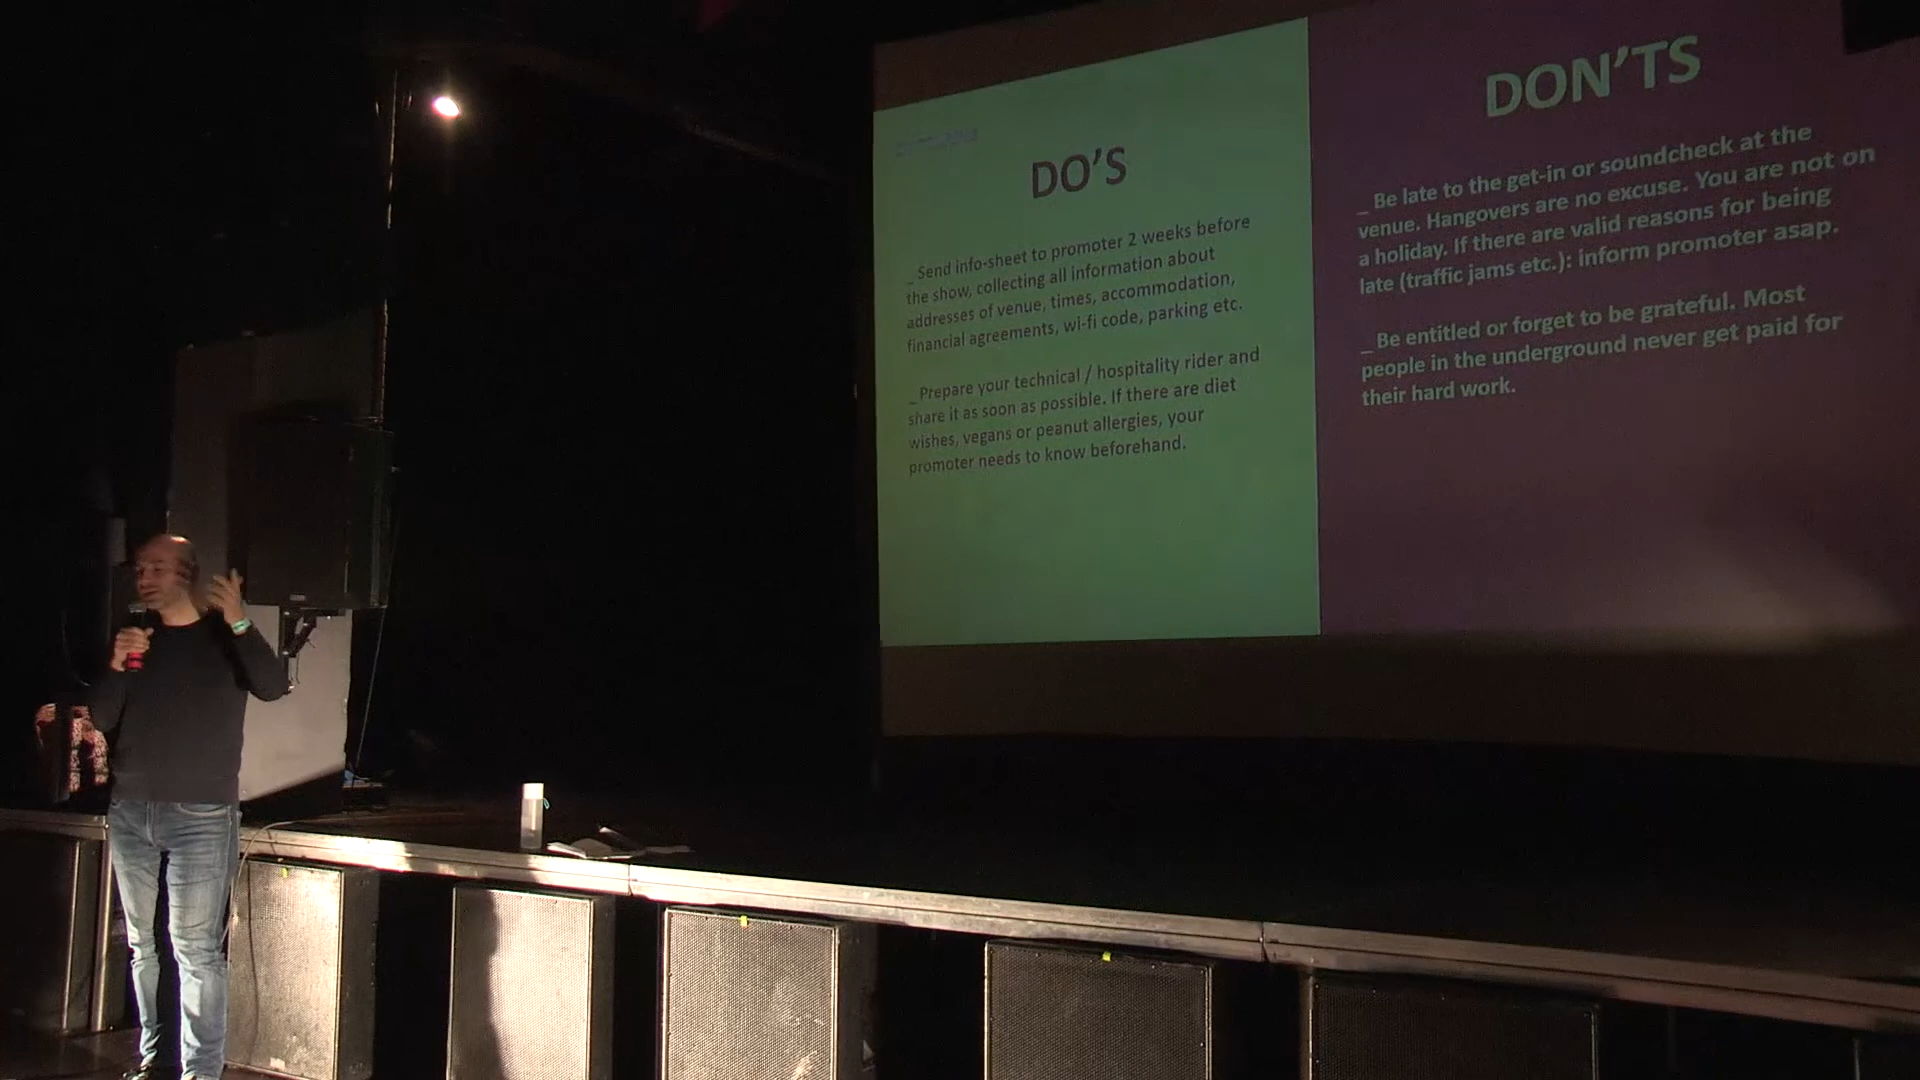 DO'S
_ Send info-sheet to promoter 2 weeks before
the show, collecting all information about
addresses of venue, times, accommodation,
financial agreements, wi-fi code, parking etc.
_ Prepare your technical / hospitality rider and
share it as soon as possible. If there are diet
wishes, vegans or peanut allergies, your
promoter needs to know beforehand.
DON'TS
_ Be late to the get-in or soundcheck at the
venue. Hangovers are no excuse. You are not on
a holiday. If there are valid reasons for being
late (traffic jams etc.): inform promoter asap.
_ Be entitled or forget to be grateful. Most
people in the underground never get paid for
their hard work.